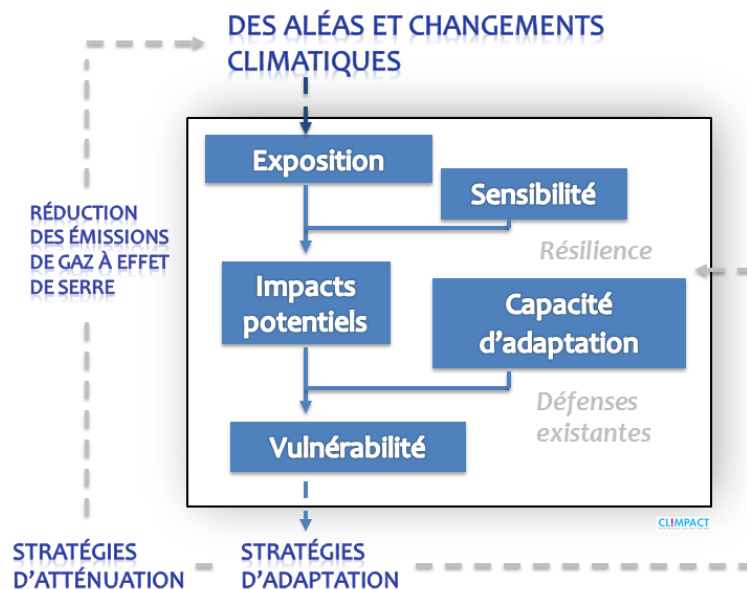 DES ALÉAS ET CHANGEMENTS
CLIMATIQUES
Exposition
Sensibilité
RÉDUCTION
DES ÉMISSIONS
DE GAZ À EFFET
DE SERRE
Résilience
Impacts
potentiels
Capacité
d'adaptation
Défenses
existantes
Vulnérabilité
CLIMPACT
STRATÉGIES
D'ATTÉNUATION
STRATÉGIES
D'ADAPTATION